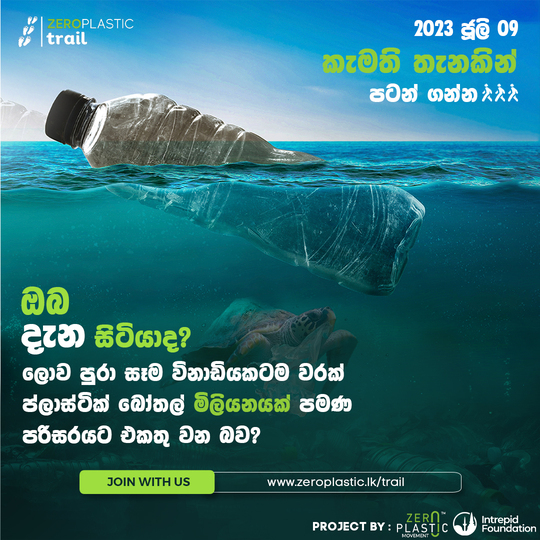 ZEROPLASTIC
trail
2023 ජූලි 09
කැමති තැනකින්
පටන් ගන්න
ඔබ
දැන සිටියාද?
ලොව පුරා සෑම විනාඩියකටම වරක්
ප්ලාස්ටික් බෝතල් මිලියනයක් පමණ
පරිසරයට එකතු වන බව?
JOIN WITH US
www.zeroplastic.lk/trail
PROJECT BY :
ZERO
PLASTIC
MOVEMENT
Intrepid
Foundation